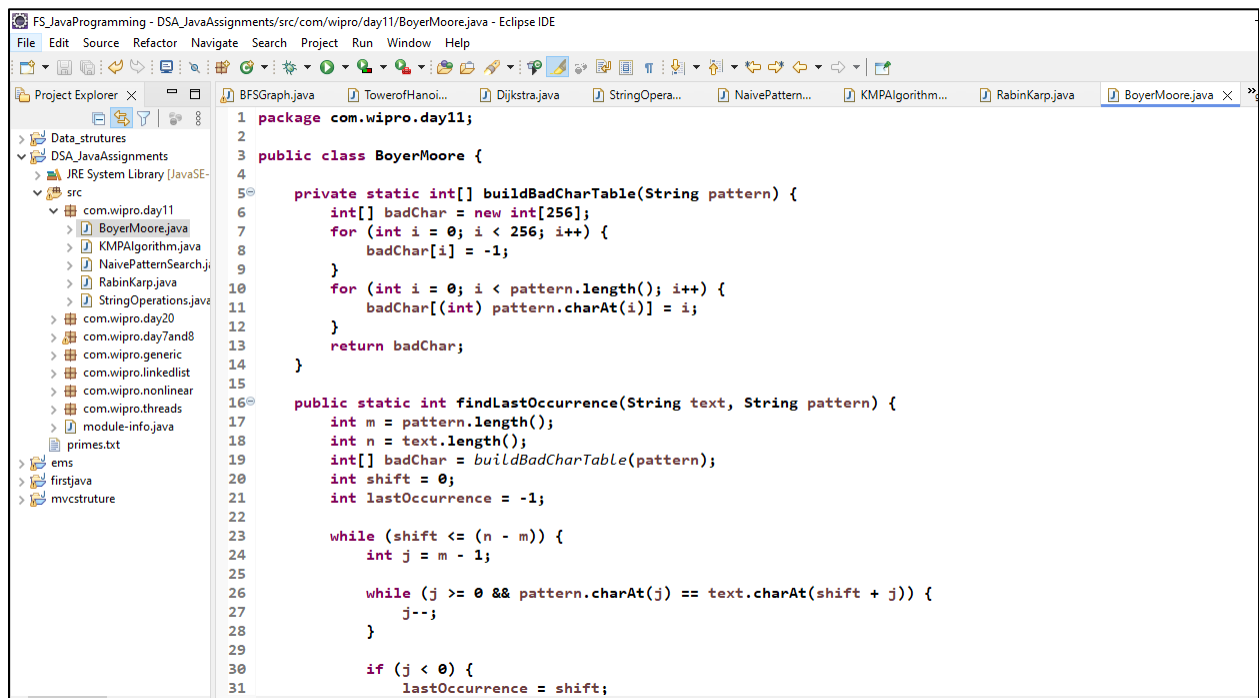 FS_JavaProgramming - DSA_JavaAssignments/src/com/wipro/day11/BoyerMoore.java - Eclipse IDE
File Edit Source Refactor Navigate Search Project Run Window Help
Project Explorer
Data_strutures
DSA_JavaAssignments
JRE System Library [JavaSE-
src
com.wipro.day11
BoyerMoore.java
KMPAlgorithm.java
NaivePatternSearch.ja
RabinKarp.java
StringOperations.java
com.wipro.day20
com.wipro.day7and8
com.wipro.generic
com.wipro.linkedlist
com.wipro.nonlinear
com.wipro.threads
module-info.java
primes.txt
ems
firstjava
mvcstruture
BFSGraph.java TowerofHanoi... Dijkstra.java StringOpera... NaivePattern... KMPAlgorithm... RabinKarp.java BoyerMoore.java
1 package com.wipro.day11;
2
3 public class BoyerMoore {
4
5 private static int[] buildBadCharTable(String pattern) {
6 int[] badChar = new int[256];
7 for (int i = 0; i < 256; i++) {
8 badChar[i] = -1;
9 }
10 for (int i = 0; i < pattern.length(); i++) {
11 badChar[(int) pattern.charAt(i)] = i;
12 }
13 return badChar;
14 }
15
16 public static int findLastOccurrence(String text, String pattern) {
17 int m = pattern.length();
18 int n = text.length();
19 int[] badChar = buildBadCharTable(pattern);
20 int shift = 0;
21 int lastOccurrence = -1;
22
23 while (shift <= (n - m)) {
24 int j = m - 1;
25
26 while (j >= 0 && pattern.charAt(j) == text.charAt(shift + j)) {
27 j--;
28 }
29
30 if (j < 0) {
31 lastOccurrence = shift;